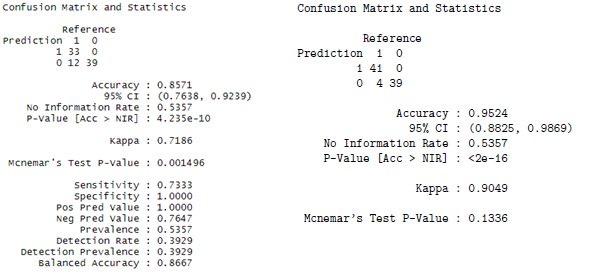 Confusion Matrix and Statistics
Reference
Prediction 1 0
1 33 0
0 12 39
Accuracy : 0.8571
95% CI : (0.7638, 0.9239)
No Information Rate : 0.5357
P-Value [Acc > NIR] : 4.235e-10
Kappa : 0.7186
Mcnemar's Test P-Value : 0.001496
Sensitivity : 0.7333
Specificity : 1.0000
Pos Pred Value : 1.0000
Neg Pred Value : 0.7647
Prevalence : 0.5357
Detection Rate : 0.3929
Detection Prevalence : 0.3929
Balanced Accuracy : 0.8667
Confusion Matrix and Statistics
Reference
Prediction 1 0
1 41 0
0 4 39
Accuracy : 0.9524
95% CI : (0.8825, 0.9869)
No Information Rate : 0.5357
P-Value [Acc > NIR] : <2e-16
Kappa : 0.9049
Mcnemar's Test P-Value : 0.1336